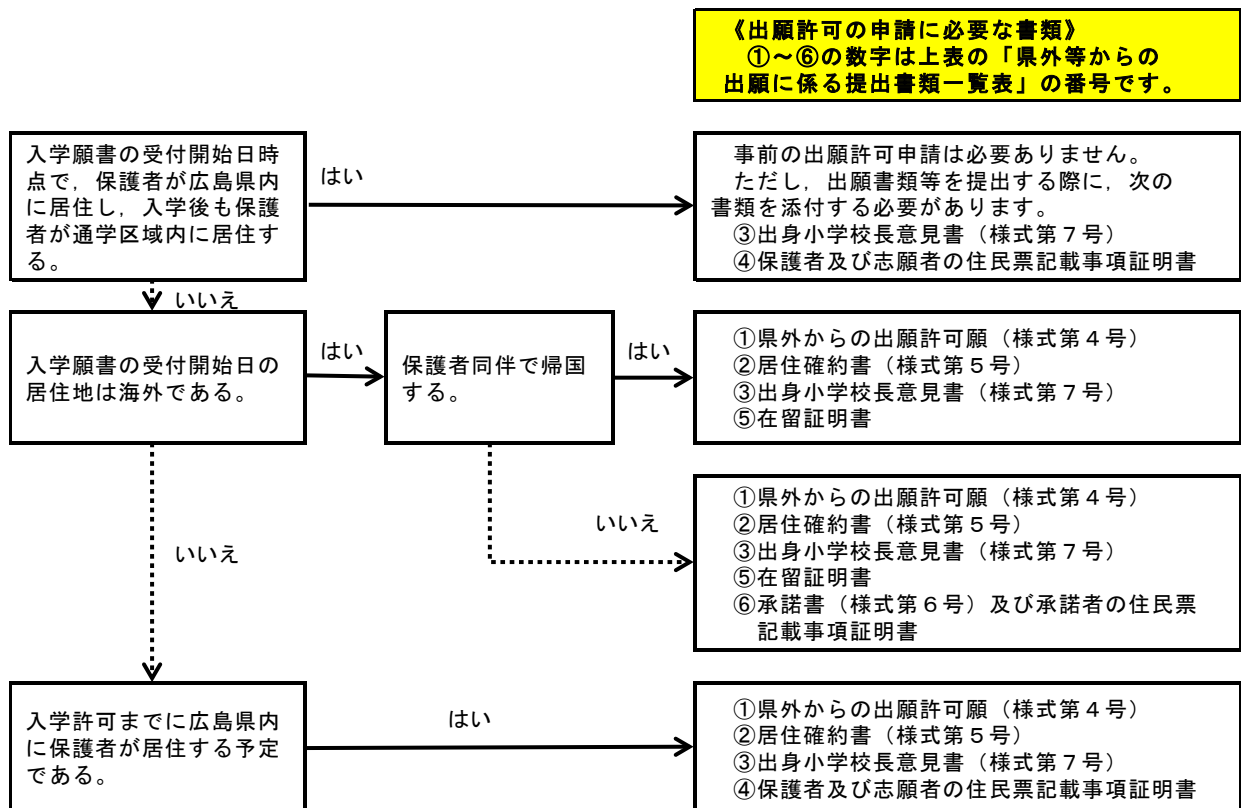 《出願許可の申請に必要な書類》
①～⑥の数字は上表の「県外等からの
出願に係る提出書類一覧表」の番号です。
入学願書の受付開始日時
点で，保護者が広島県内
に居住し，入学後も保護
者が通学区域内に居住す
る。
はい
事前の出願許可申請は必要ありません。
ただし，出願書類等を提出する際に，次の
書類を添付する必要があります。
③出身小学校長意見書（様式第７号）
④保護者及び志願者の住民票記載事項証明書
いいえ
入学願書の受付開始日の
居住地は海外である。
はい
保護者同伴で帰国
する。
はい
①県外からの出願許可願（様式第４号）
②居住確約書（様式第５号）
③出身小学校長意見書（様式第７号）
⑤在留証明書
いいえ
①県外からの出願許可願（様式第４号）
②居住確約書（様式第５号）
③出身小学校長意見書（様式第７号）
⑤在留証明書
⑥承諾書（様式第６号）及び承諾者の住民票
記載事項証明書
いいえ
入学許可までに広島県内
に保護者が居住する予定
である。
はい
①県外からの出願許可願（様式第４号）
②居住確約書（様式第５号）
③出身小学校長意見書（様式第７号）
④保護者及び志願者の住民票記載事項証明書